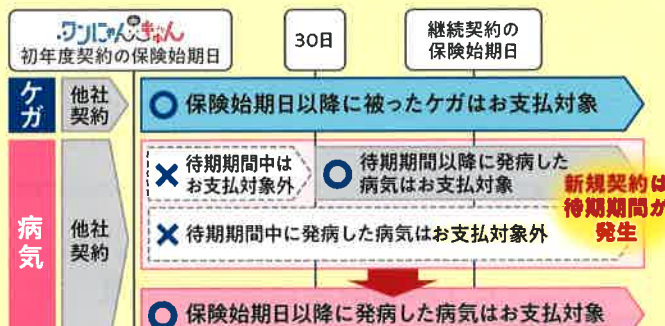 ワンにゃんdeきゅん
初年度契約の保険始期日
30日
継続契約の
保険始期日
ケガ
他社
契約
保険始期日以降に被ったケガはお支払対象
病気
他社
契約
待期期間中は
お支払対象外
待期期間以降に発病した
病気はお支払対象
新規契約は
待期期間が
発生
待期期間中に発病した病気はお支払対象外
保険始期日以降に発病した病気はお支払対象